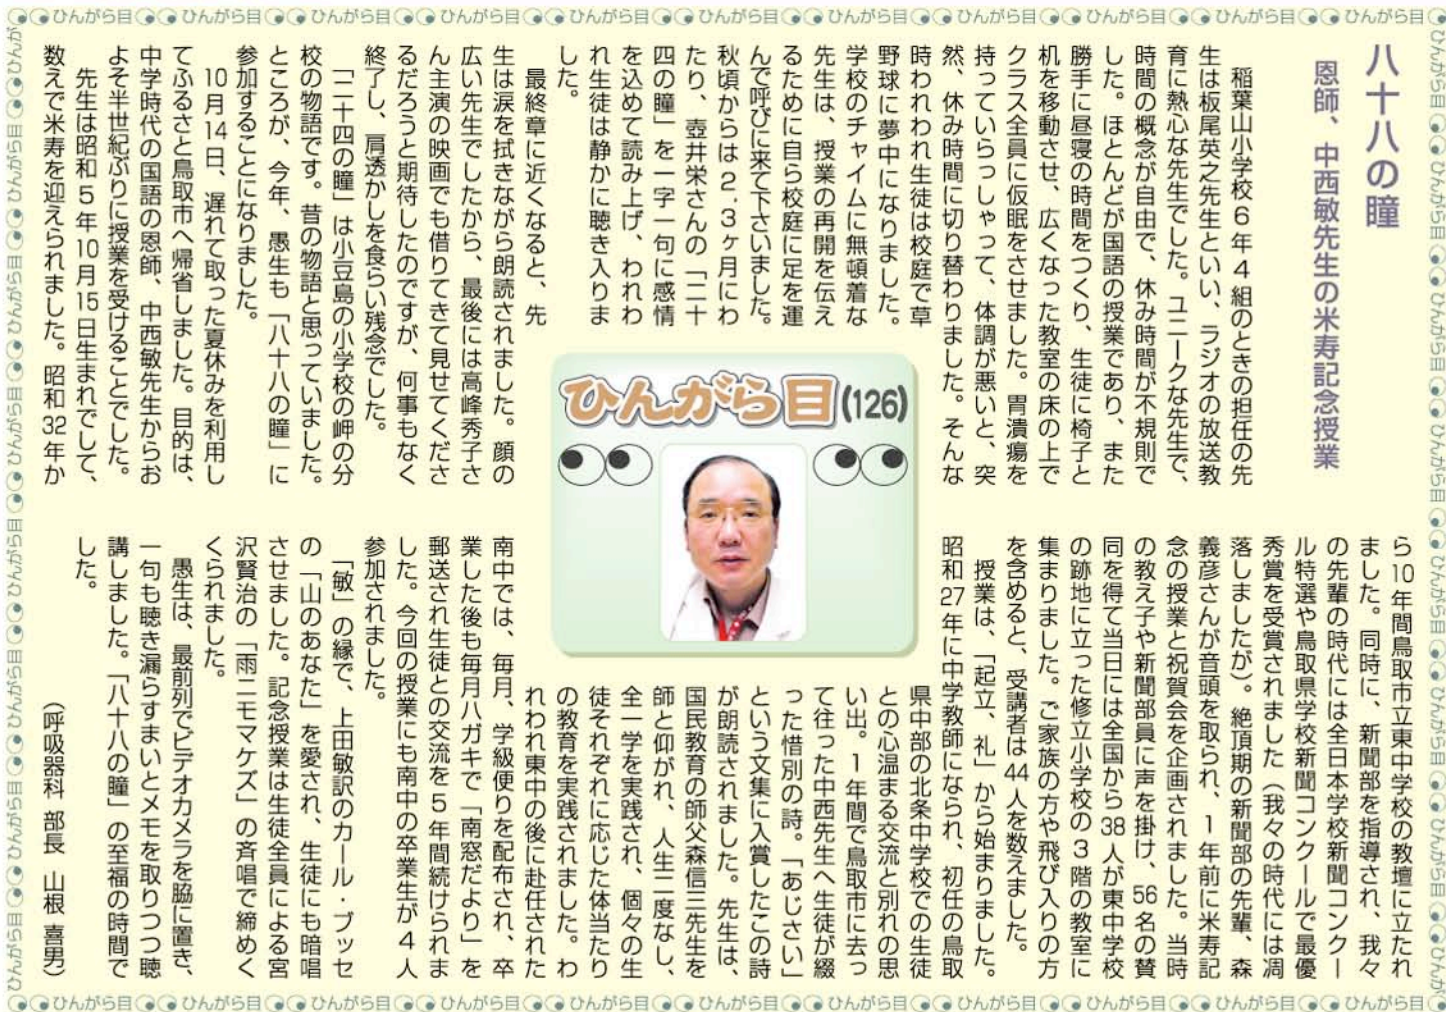 八十八の瞳
恩師、中西敏先生の米寿記念授業
稲葉山小学校6年4組のときの担任の先
生は板尾英之先生といい、ラジオの放送教
育に熱心な先生でした。ユニークな先生で、
時間の概念が自由で、休み時間が不規則で
した。ほとんどが国語の授業であり、また
勝手に昼寝の時間をつくり、生徒に椅子と
机を移動させ、広くなった教室の床の上で
クラス全員に仮眠をさせました。胃潰瘍を
持っていらっしゃって、体調が悪いと、突
然、休み時間に切り替わりました。そんな
時われわれ生徒は校庭で草
野球に夢中になりました。
学校のチャイムに無頓着な
先生は、授業の再開を伝え
るために自ら校庭に足を運
んで呼びに来て下さいました。
秋頃からは2,3ヶ月にわ
たり、壺井栄さんの「二十
四の瞳」を一字一句に感情
を込めて読み上げ、われわ
れ生徒は静かに聴き入りま
した。
最終章に近くなると、先
生は涙を拭きながら朗読されました。顔の
広い先生でしたから、最後には高峰秀子さ
ん主演の映画でも借りてきて見せてくださ
るだろうと期待したのですが、何事もなく
終了し、肩透かしを食らい残念でした。
「二十四の瞳」は小豆島の小学校の岬の分
校の物語です。昔の物語と思っていました。
ところが、今年、愚生も「八十八の瞳」に
参加することになりました。
10月14日、遅れて取った夏休みを利用し
てふるさと鳥取市へ帰省しました。目的は、
中学時代の国語の恩師、中西敏先生からお
よそ半世紀ぶりに授業を受けることでした。
先生は昭和5年10月15日生まれでして、
数えで米寿を迎えられました。昭和32年か
ひんがら目(126)
ら10年間鳥取市立東中学校の教壇に立たれ
ました。同時に、新聞部を指導され、我々
の先輩の時代には全日本学校新聞コンクー
ル特選や鳥取県学校新聞コンクールで最優
秀賞を受賞されました(我々の時代には凋
落しましたが)。絶頂期の新聞部の先輩、森
義彦さんが音頭を取られ、1年前に米寿記
念の授業と祝賀会を企画されました。当時
の教え子や新聞部員に声を掛け、56名の賛
同を得て当日には全国から38人が東中学校
の跡地に立った修立小学校の3階の教室に
集まりました。ご家族の方や飛び入りの方
を含めると、受講者は44人を数えました。
授業は、「起立、礼」から始まりました。
昭和27年に中学教師になられ、初任の鳥取
県中部の北条中学校での生徒
との心温まる交流と別れの思
い出。1年間で鳥取市に去っ
て往った中西先生へ生徒が綴
った惜別の詩。「あじさい」
という文集に入賞したこの詩
が朗読されました。先生は、
国民教育の師父森信三先生を
師と仰がれ、人生二度なし、
全一学を実践され、個々の生
徒それぞれに応じた体当たり
の教育を実践されました。わ
れわれ東中の後に赴任された
南中では、毎月、学級便りを配布され、卒
業した後も毎月ハガキで「南窓だより」を
郵送され生徒との交流を5年間続けられま
した。今回の授業にも南中の卒業生が4人
参加されました。
「敏」の縁で、上田敏訳のカール・ブッセ
の「山のあなた」を愛され、生徒にも暗唱
させました。記念授業は生徒全員による宮
沢賢治の「雨ニモマケズ」の斉唱で締めく
くられました。
愚生は、最前列でビデオカメラを脇に置き、
一句も聴き漏らすまいとメモを取りつつ聴
講しました。「八十八の瞳」の至福の時間で
した。
(呼吸器科 部長 山根 喜男)